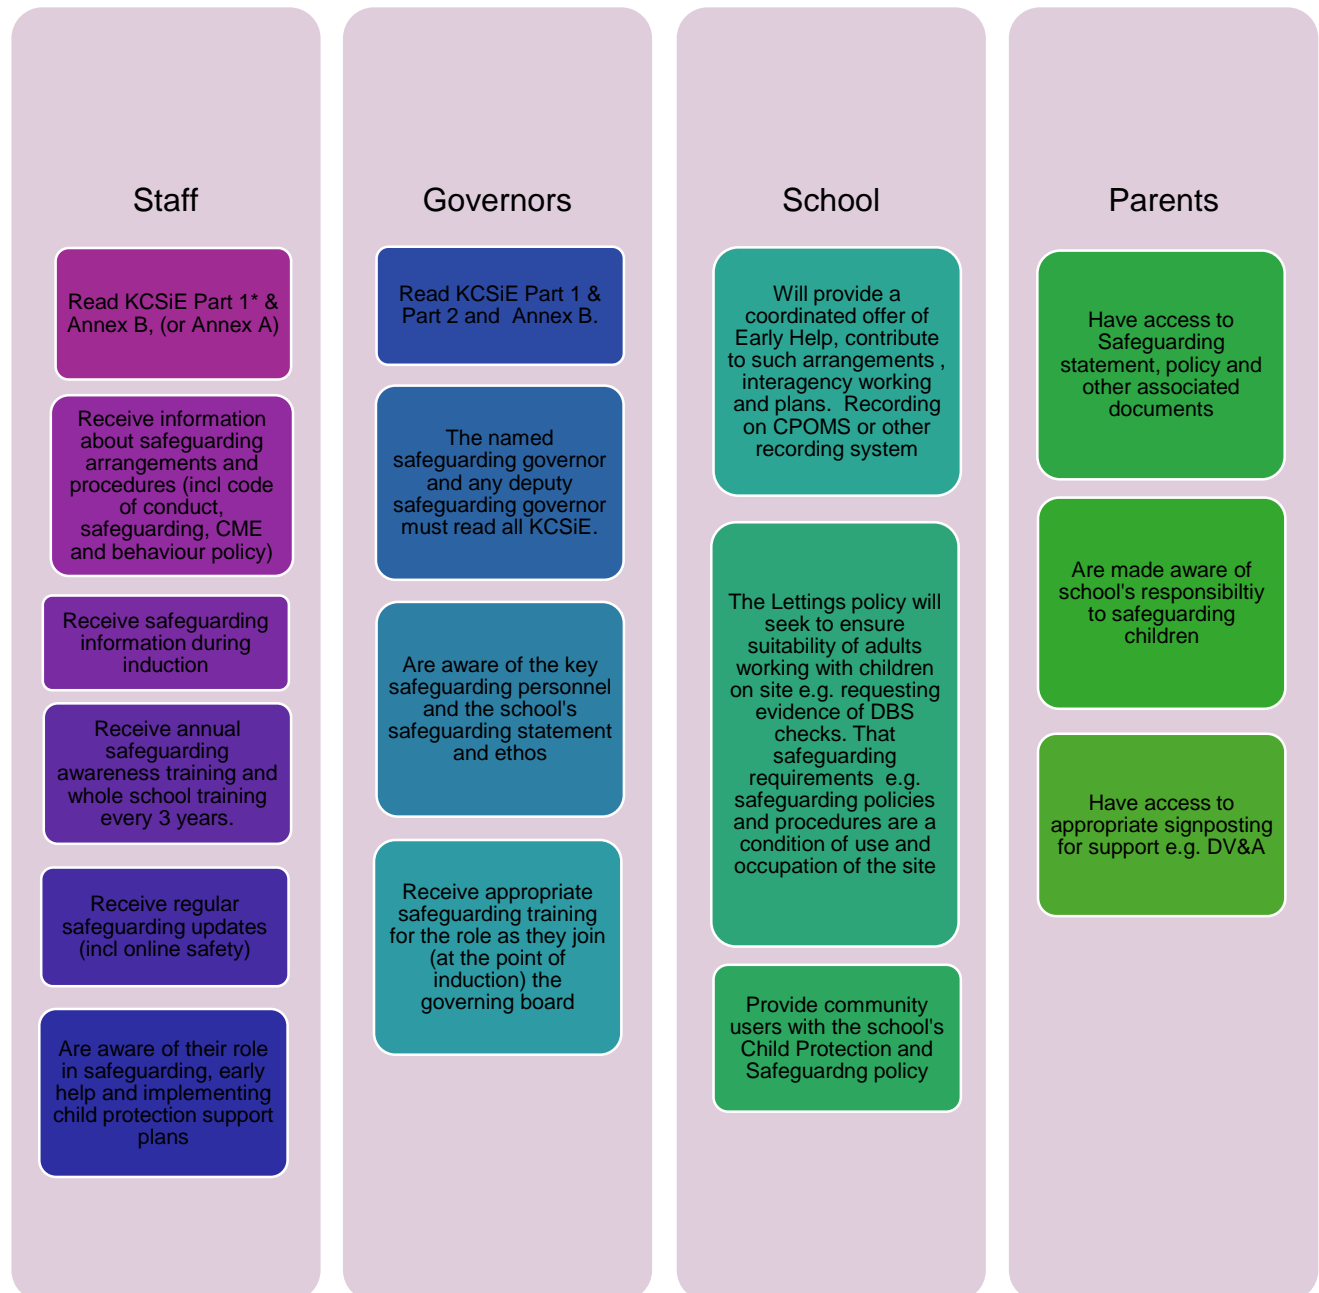 Staff
Read KCSiE Part 1* &
Annex B, (or Annex A)
Receive information
about safeguarding
arrangements and
procedures (incl code
of conduct,
safeguarding, CME
and behaviour policy)
Receive safeguarding
information during
induction
Receive annual
safeguarding
awareness training and
whole school training
every 3 years.
Receive regular
safeguarding updates
(incl online safety)
Are aware of their role
in safeguarding, early
help and implementing
child protection support
plans
Governors
Read KCSiE Part 1 &
Part 2 and  Annex B.
The named
safeguarding governor
and any deputy
safeguarding governor
must read all KCSiE.
Are aware of the key
safeguarding personnel
and the school's
safeguarding statement
and ethos
Receive appropriate
safeguarding training
for the role as they join
(at the point of
induction) the
governing board
School
Will provide a
coordinated offer of
Early Help, contribute
to such arrangements ,
interagency working
and plans.  Recording
on CPOMS or other
recording system
The Lettings policy will
seek to ensure
suitability of adults
working with children
on site e.g. requesting
evidence of DBS
checks. That
safeguarding
requirements  e.g.
safeguarding policies
and procedures are a
condition of use and
occupation of the site
Provide community
users with the school's
Child Protection and
Safeguardng policy
Parents
Have access to
Safeguarding
statement, policy and
other associated
documents
Are made aware of
school's responsibiltiy
to safeguarding
children
Have access to
appropriate signposting
for support e.g. DV&A